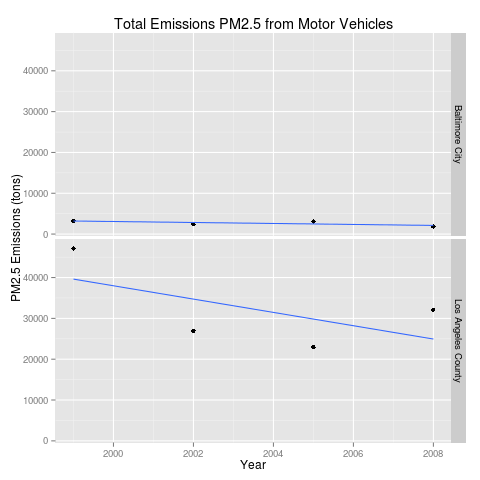 Total Emissions PM2.5 from Motor Vehicles
PM2.5 Emissions (tons)
40000
30000
20000
10000
0
Baltimore City
40000
30000
20000
10000
0
Los Angeles County
2000 2002 2004 2006 2008
Year